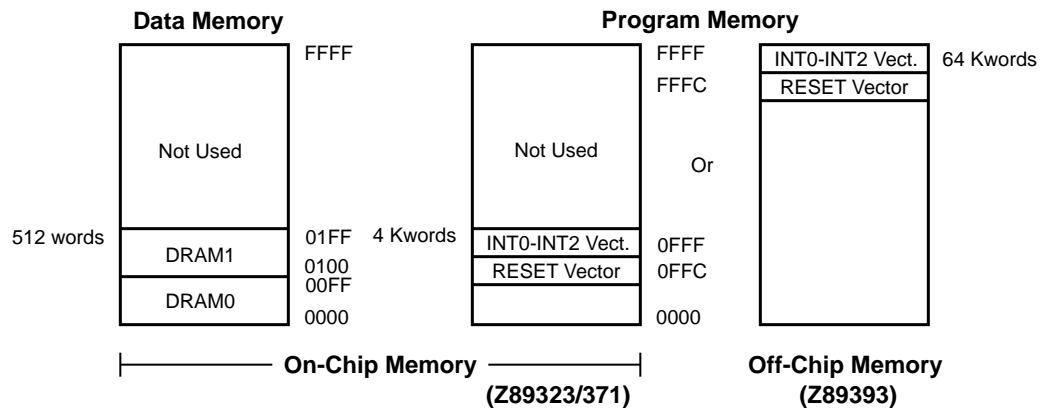 Data Memory
Program Memory
FFFF
Not Used
512 words
01FF
DRAM1
0100
00FF
DRAM0
0000
FFFF
FFFC
Not Used
4 Kwords
INT0-INT2 Vect.
0FFF
RESET Vector
0FFC
0000
Or
INT0-INT2 Vect.
64 Kwords
RESET Vector
On-Chip Memory
(Z89323/371)
Off-Chip Memory
(Z89393)